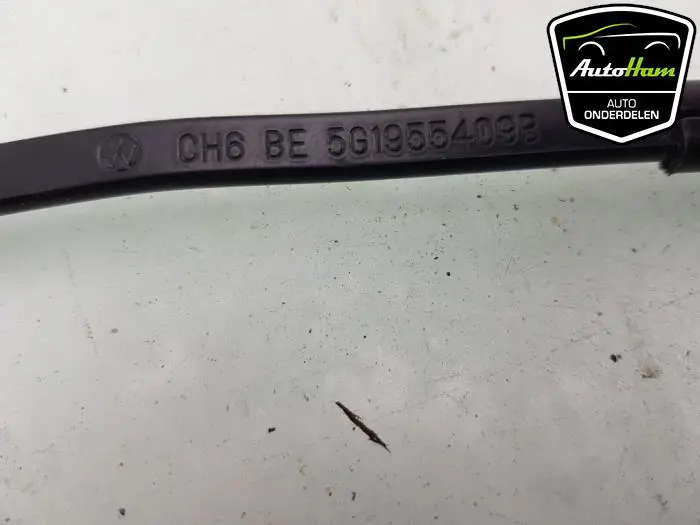 AutoHam
AUTO
ONDERDELEN
CH6 BE 5G1955409B